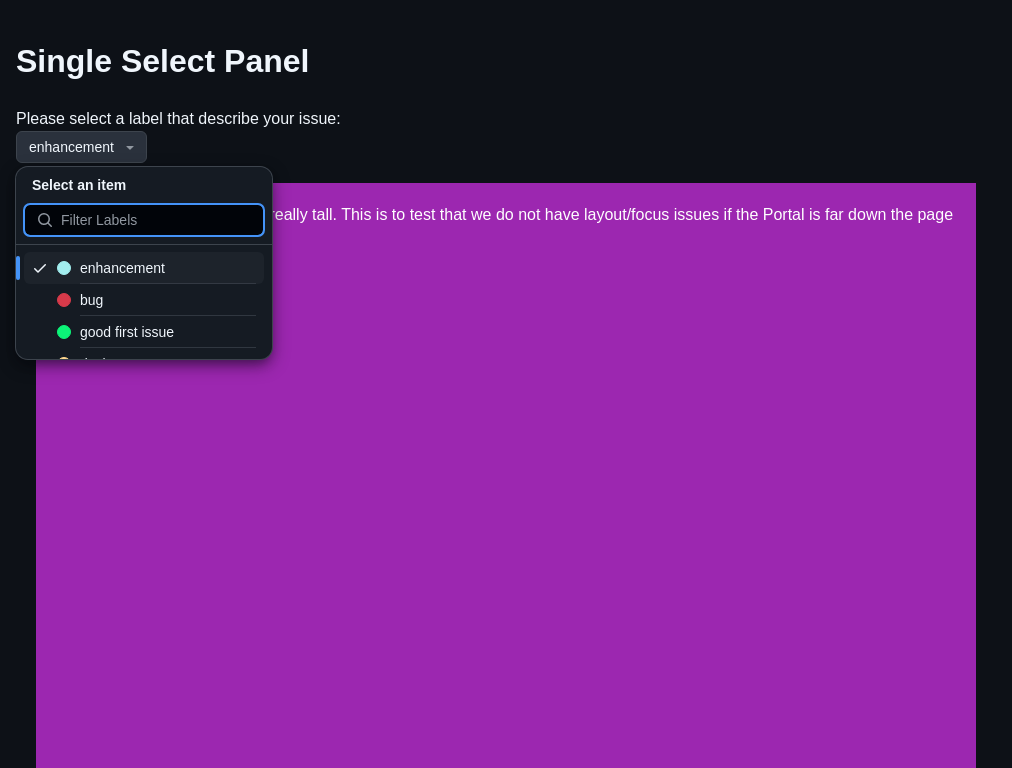 Single Select Panel
Please select a label that describe your issue:
enhancement
Select an item
Filter Labels
really tall. This is to test that we do not have layout/focus issues if the Portal is far down the page
enhancement
bug
good first issue